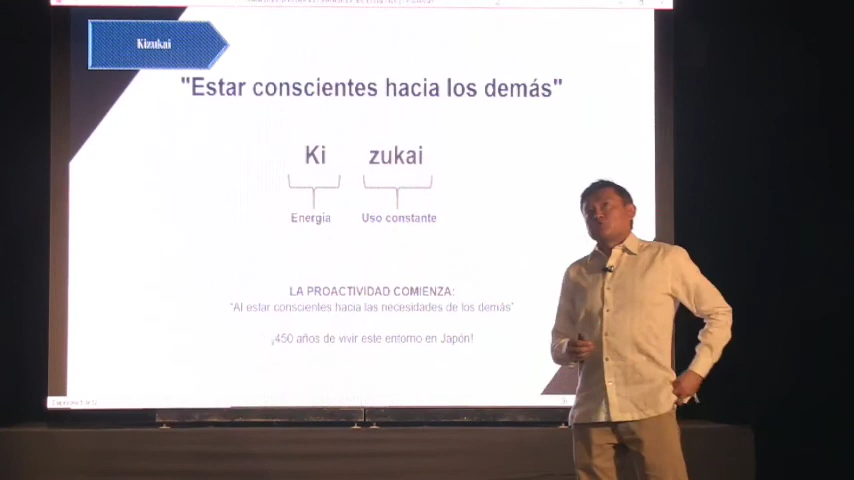 Kizukai
"Estar conscientes hacia los demás"
Ki zukai
Energía Uso constante
LA PROACTIVIDAD COMIENZA:
“Al estar conscientes hacia las necesidades de los demás”
¡450 años de vivir este entorno en Japón!